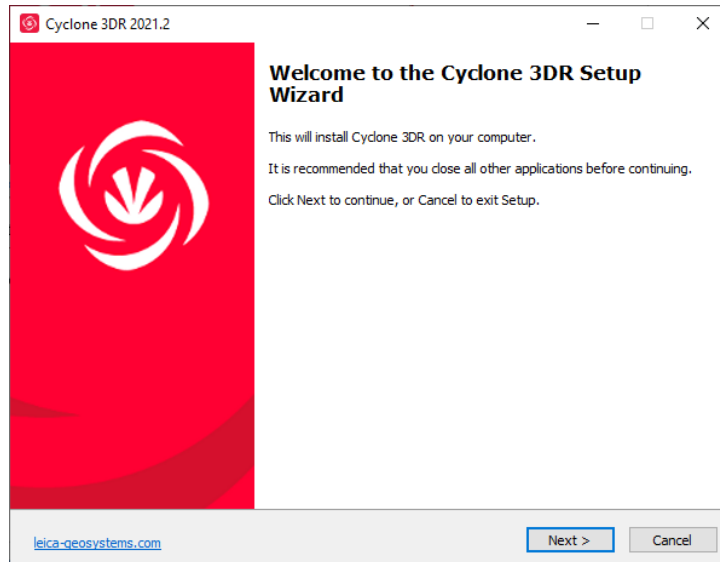 Cyclone 3DR 2021.2
Welcome to the Cyclone 3DR Setup
Wizard
This will install Cyclone 3DR on your computer.
It is recommended that you close all other applications before continuing.
Click Next to continue, or Cancel to exit Setup.
leica-geosystems.com
Next >
Cancel